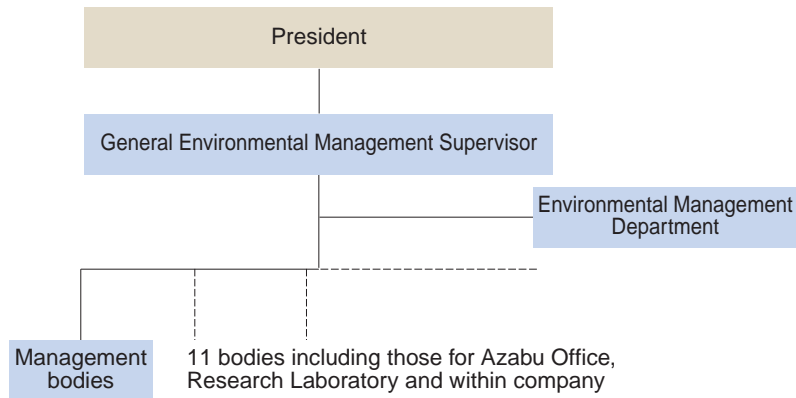 President
General Environmental Management Supervisor
Environmental Management
Department
Management
bodies
11 bodies including those for Azabu Office,
Research Laboratory and within company